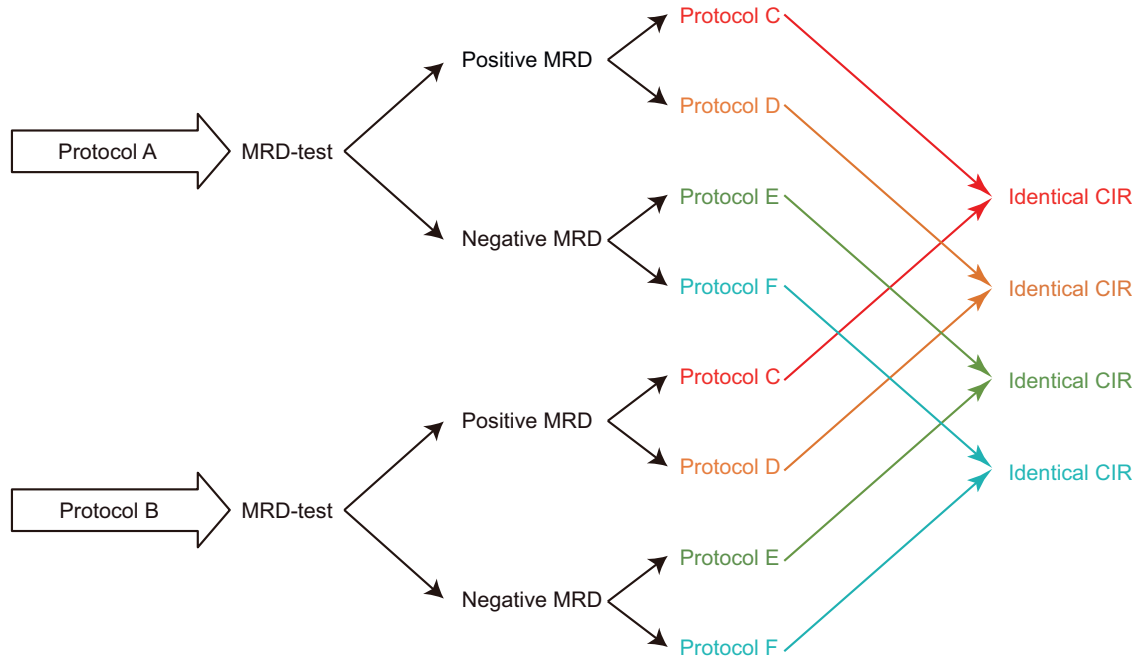 Protocol A
MRD-test
Positive MRD
Negative MRD
Protocol C
Protocol D
Protocol E
Protocol F
Protocol B
MRD-test
Positive MRD
Negative MRD
Protocol C
Protocol D
Protocol E
Protocol F
Identical CIR
Identical CIR
Identical CIR
Identical CIR